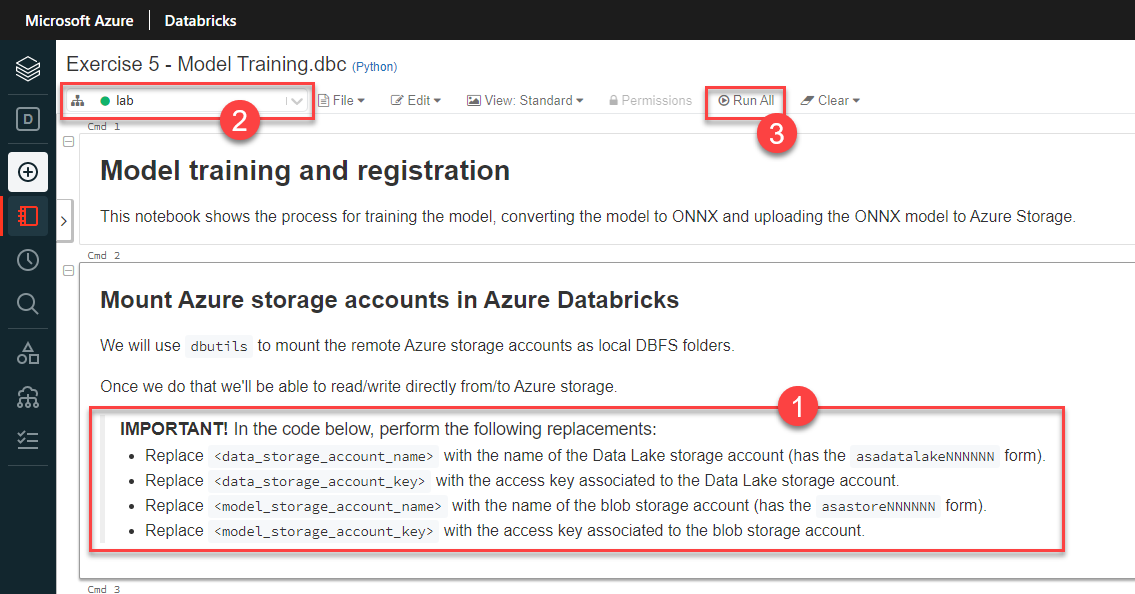 Microsoft Azure Databricks
Exercise 5 - Model Training.dbc (Python)
lab File Edit View: Standard Permissions Run All Clear
2
3
Cmd 1
Model training and registration
This notebook shows the process for training the model, converting the model to ONNX and uploading the ONNX model to Azure Storage.
Cmd 2
Mount Azure storage accounts in Azure Databricks
We will use dbutils to mount the remote Azure storage accounts as local DBFS folders.
Once we do that we'll be able to read/write directly from/to Azure storage.
1
IMPORTANT! In the code below, perform the following replacements:
• Replace <data_storage_account_name> with the name of the Data Lake storage account (has the asadatalakeNNNNNN form).
• Replace <data_storage_account_key> with the access key associated to the Data Lake storage account.
• Replace <model_storage_account_name> with the name of the blob storage account (has the asastoreNNNNNN form).
• Replace <model_storage_account_key> with the access key associated to the blob storage account.
Cmd 3
D